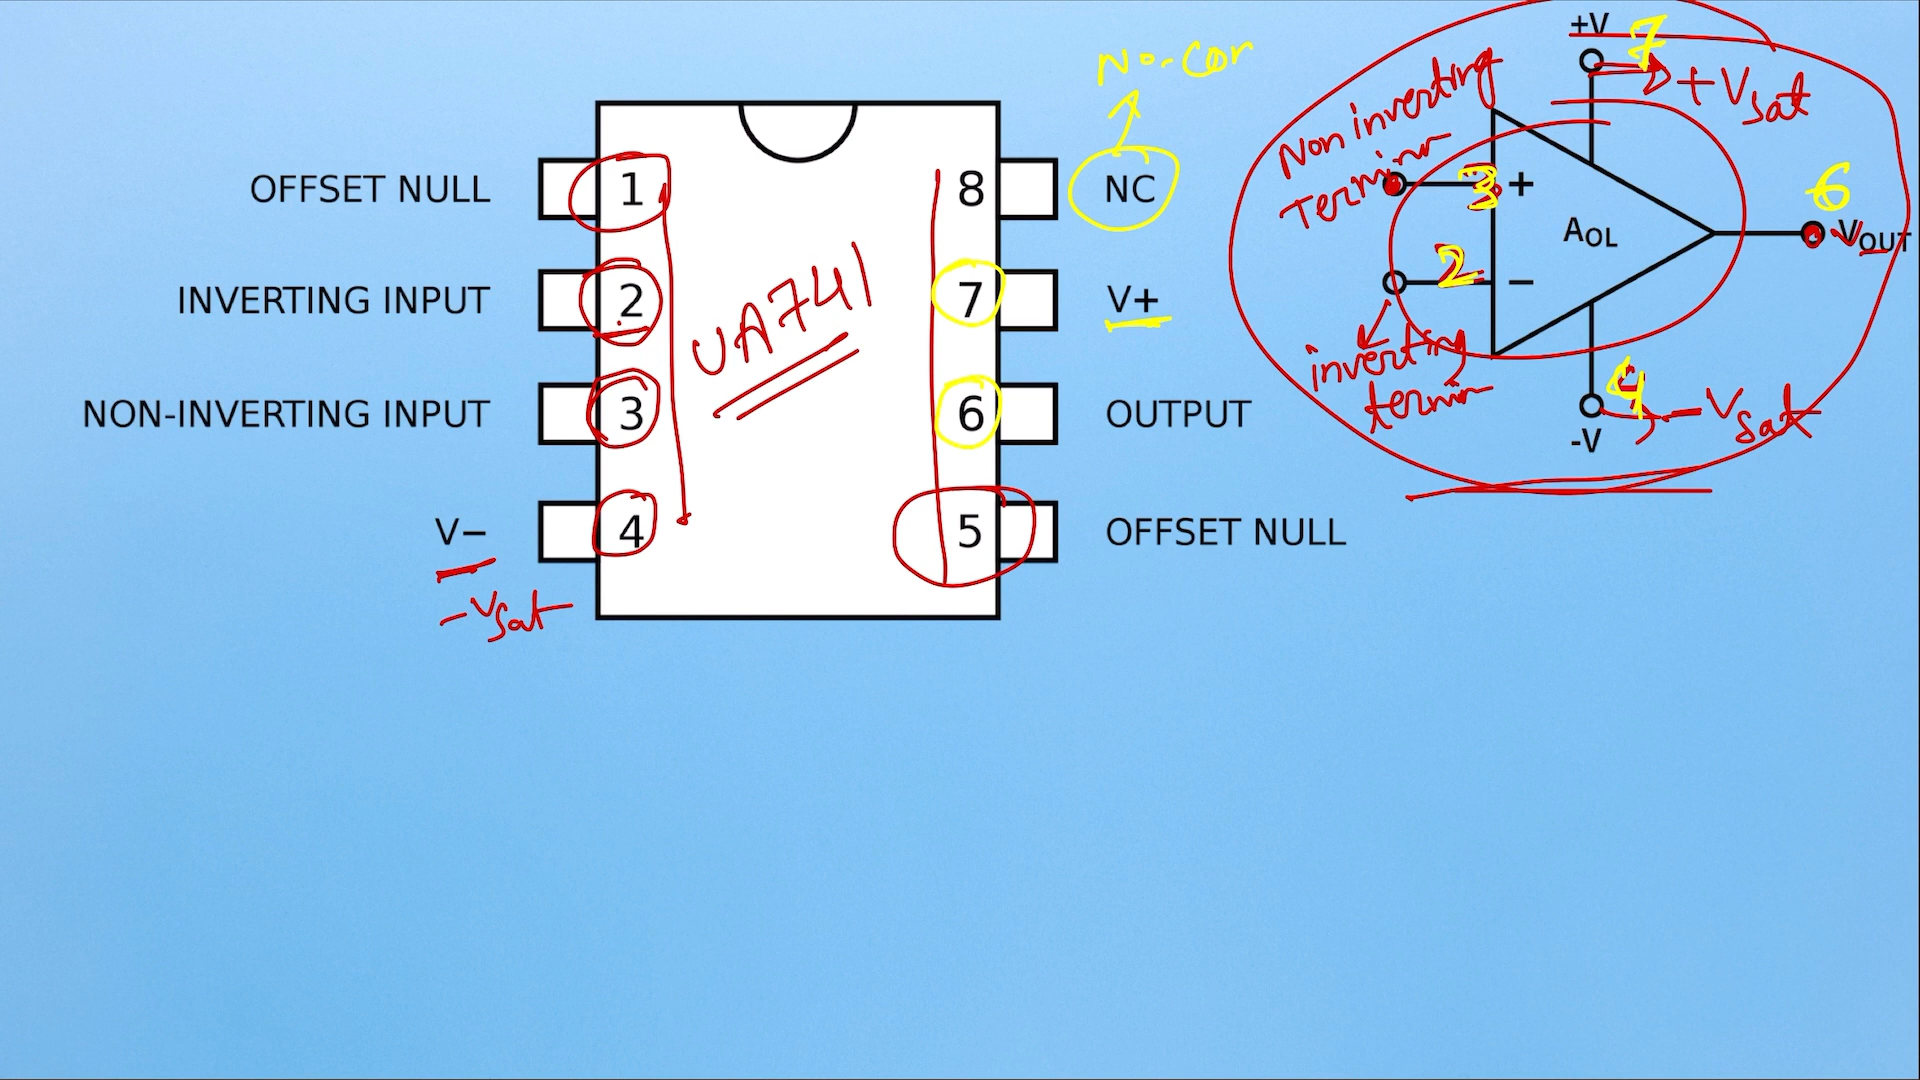 OFFSET NULL
INVERTING INPUT
NON-INVERTING INPUT
V−
-Vsat
1
2
3
4
UA741
8
7
6
5
No-Con
NC
V+
OUTPUT
OFFSET NULL
Non inverting
Termin
inverting
termin
+V
7
+Vsat
3
+
2
−
AOL
6
VOUT
4
-V
-Vsat